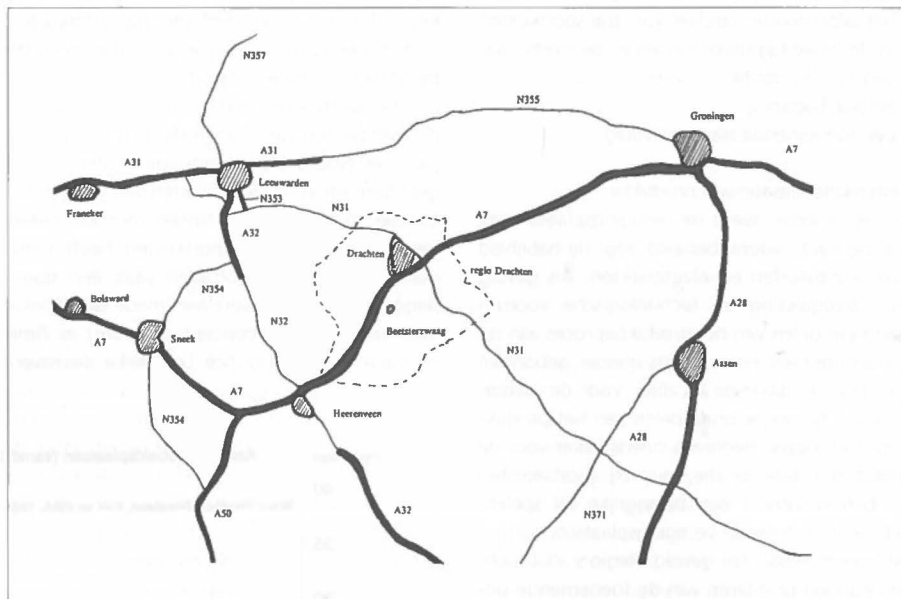 N357
N355
Groningen
A31
A31
A7
Leeuwarden
Franeker
N353
N31
A32
A7
Drachten
regio Drachten
N354
Bolsward
A28
N32
Beetsterzwaag
Sneek
A7
N31
Assen
A7
Heerenveen
N354
A28
A32
N371
A50